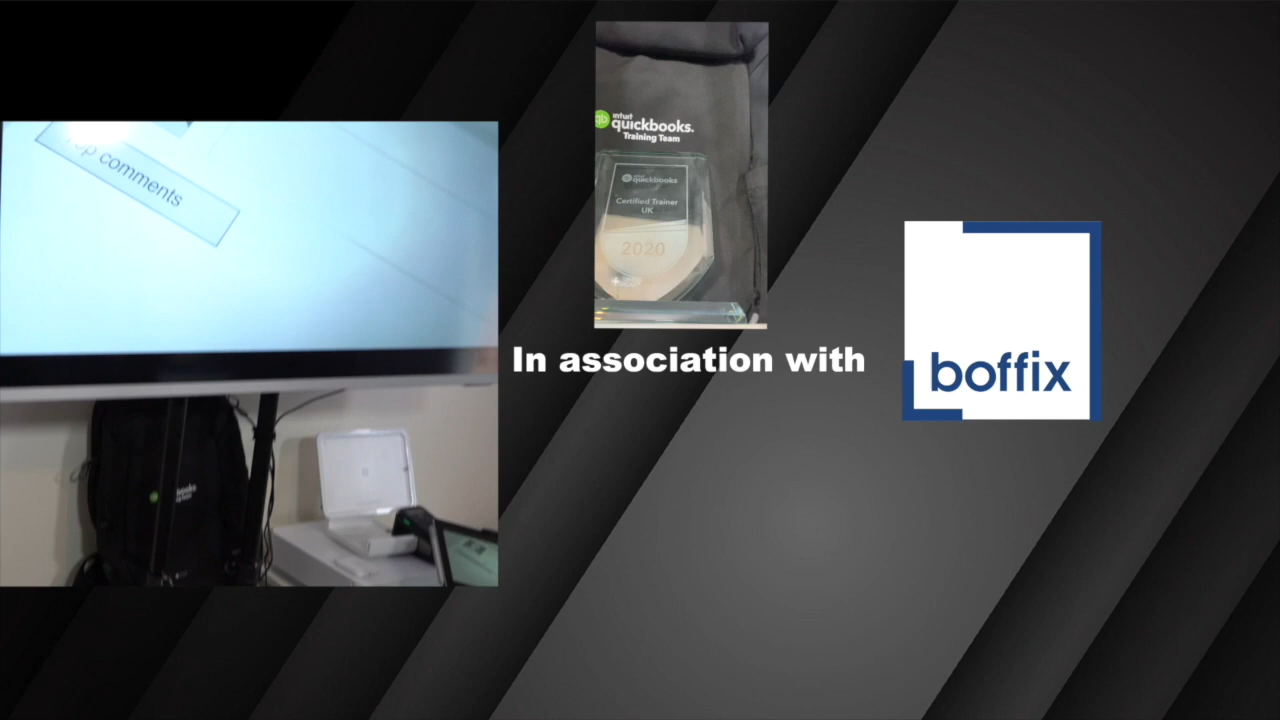 comments
intuit
quickbooks.
Training Team
quickbooks
Certified Trainer
UK
2020
In association with
boffix